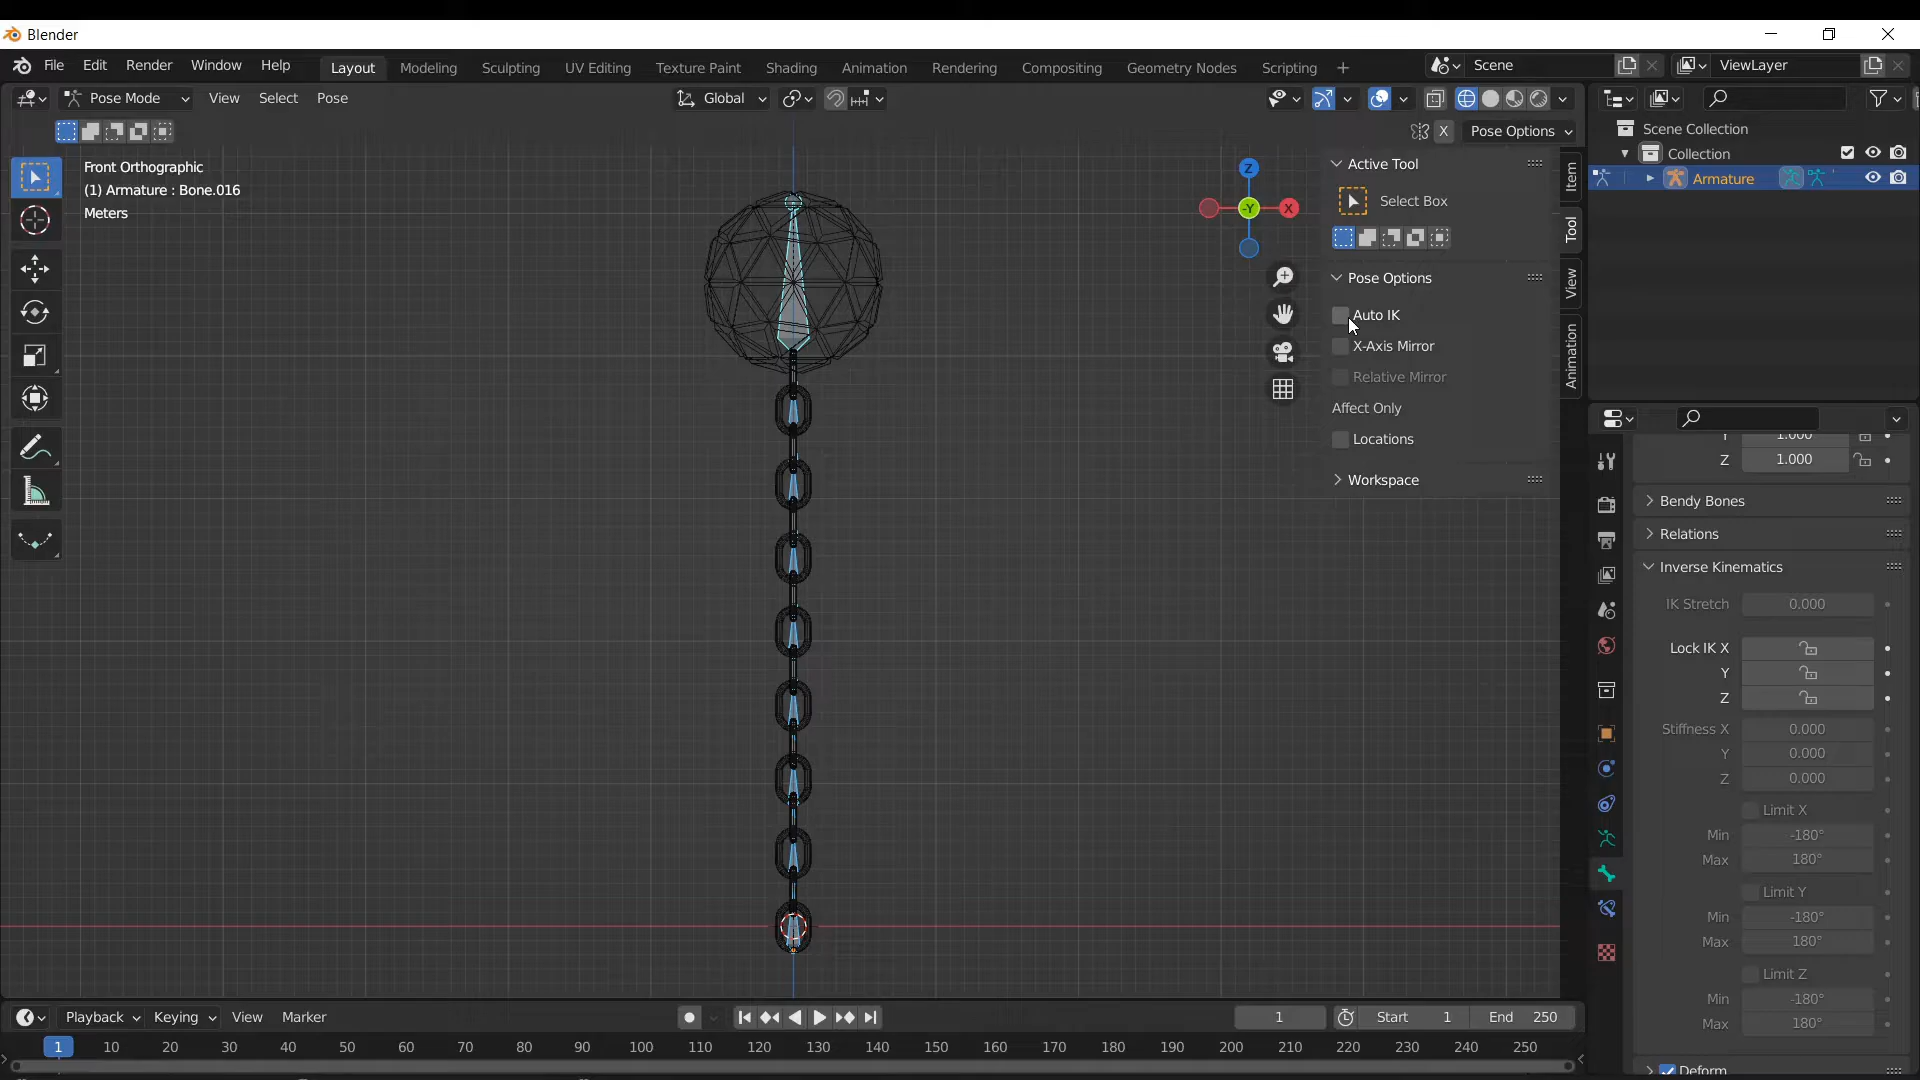 Blender
File Edit Render Window Help Layout Modeling Sculpting UV Editing Texture Paint Shading Animation Rendering Compositing Geometry Nodes Scripting + Scene ViewLayer
Pose Mode View Select Pose Global
X Pose Options
Front Orthographic
(1) Armature : Bone.016
Meters
Z
X
-Y
Active Tool
Select Box
Pose Options
Auto IK
X-Axis Mirror
Relative Mirror
Affect Only
Locations
Workspace
Item
Tool
View
Animation
Scene Collection
Collection
Armature
Y 1.000
Z 1.000
Bendy Bones
Relations
Inverse Kinematics
IK Stretch 0.000
Lock IK X
Y
Z
Stiffness X 0.000
Y 0.000
Z 0.000
Limit X
Min -180°
Max 180°
Limit Y
Min -180°
Max 180°
Limit Z
Min -180°
Max 180°
Deform
Playback Keying View Marker 1 Start 1 End 250
1 10 20 30 40 50 60 70 80 90 100 110 120 130 140 150 160 170 180 190 200 210 220 230 240 250